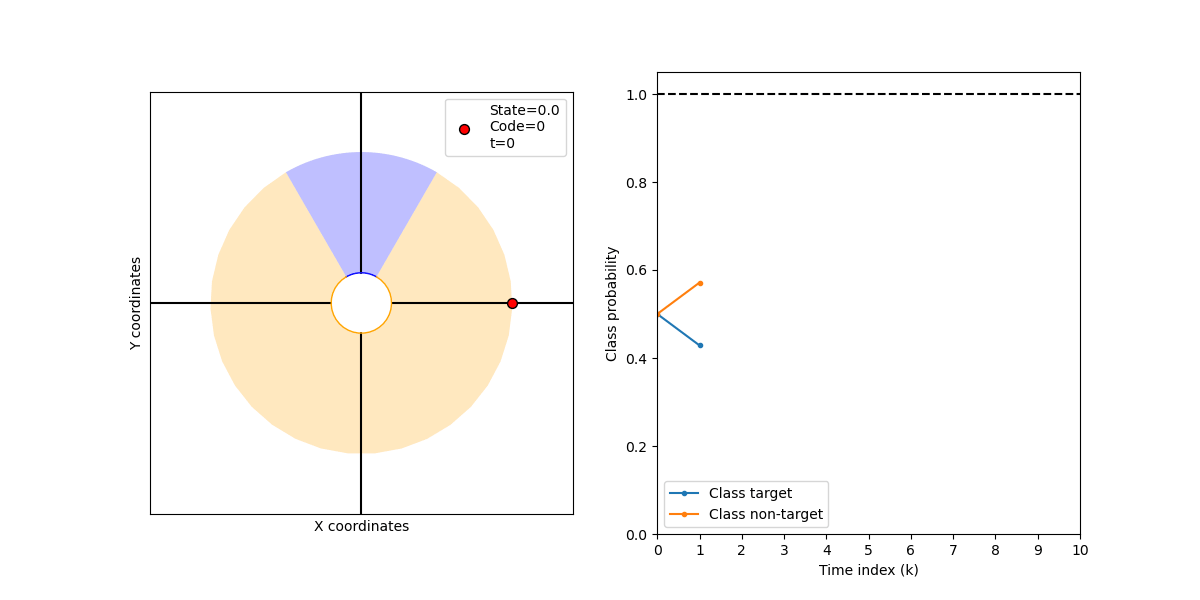 State=0.0
Code=0
t=0
Y coordinates
X coordinates
1.0
0.8
0.6
0.4
0.2
0.0
Class probability
Class target
Class non-target
0 1 2 3 4 5 6 7 8 9 10
Time index (k)